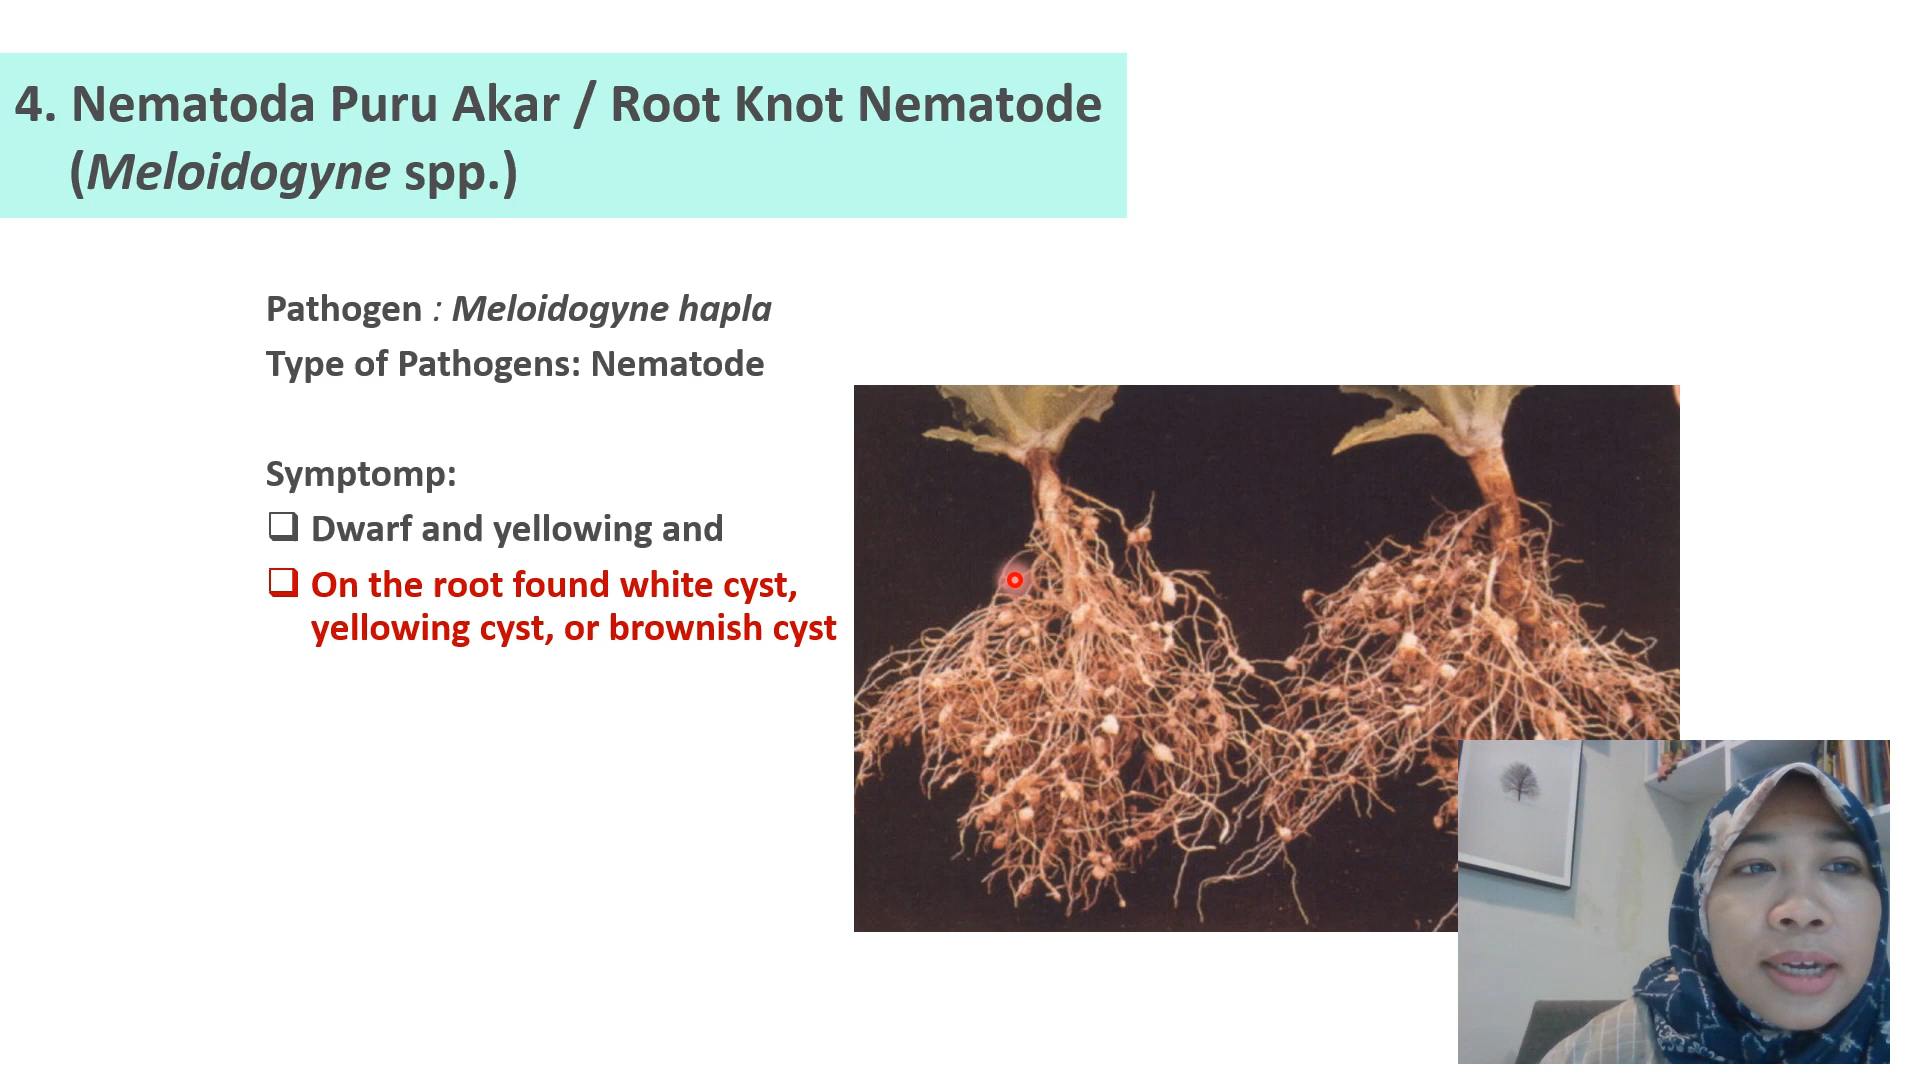 4. Nematoda Puru Akar / Root Knot Nematode
(Meloidogyne spp.)
Pathogen : Meloidogyne hapla
Type of Pathogens: Nematode
Symptomp:
❑ Dwarf and yellowing and
❑ On the root found white cyst,
yellowing cyst, or brownish cyst